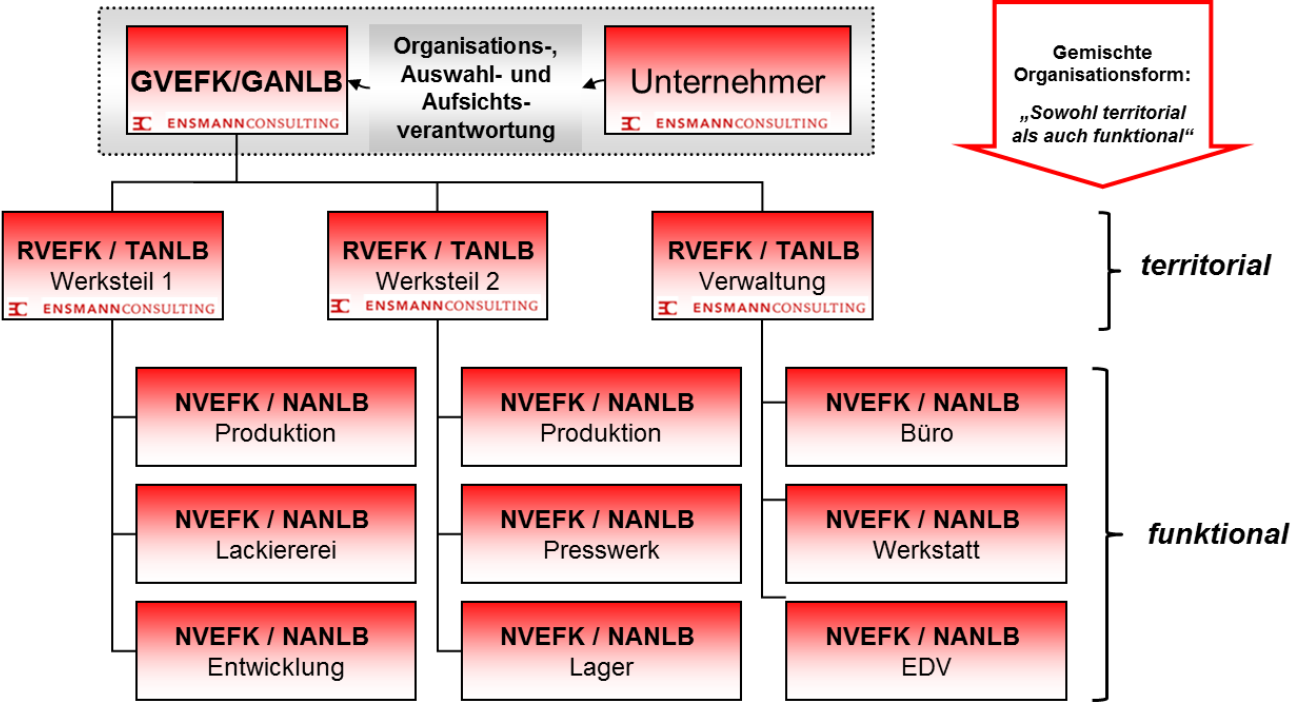 GVEFK/GANLB
ENSMANNCONSULTING
Organisations-,
Auswahl- und
Aufsichts-
verantwortung
Unternehmer
ENSMANNCONSULTING
Gemischte
Organisationsform:
„Sowohl territorial
als auch funktional“
RVEFK / TANLB
Werksteil 1
ENSMANNCONSULTING
RVEFK / TANLB
Werksteil 2
ENSMANNCONSULTING
RVEFK / TANLB
Verwaltung
ENSMANNCONSULTING
territorial
NVEFK / NANLB
Produktion
NVEFK / NANLB
Produktion
NVEFK / NANLB
Büro
NVEFK / NANLB
Lackiererei
NVEFK / NANLB
Presswerk
NVEFK / NANLB
Werkstatt
funktional
NVEFK / NANLB
Entwicklung
NVEFK / NANLB
Lager
NVEFK / NANLB
EDV